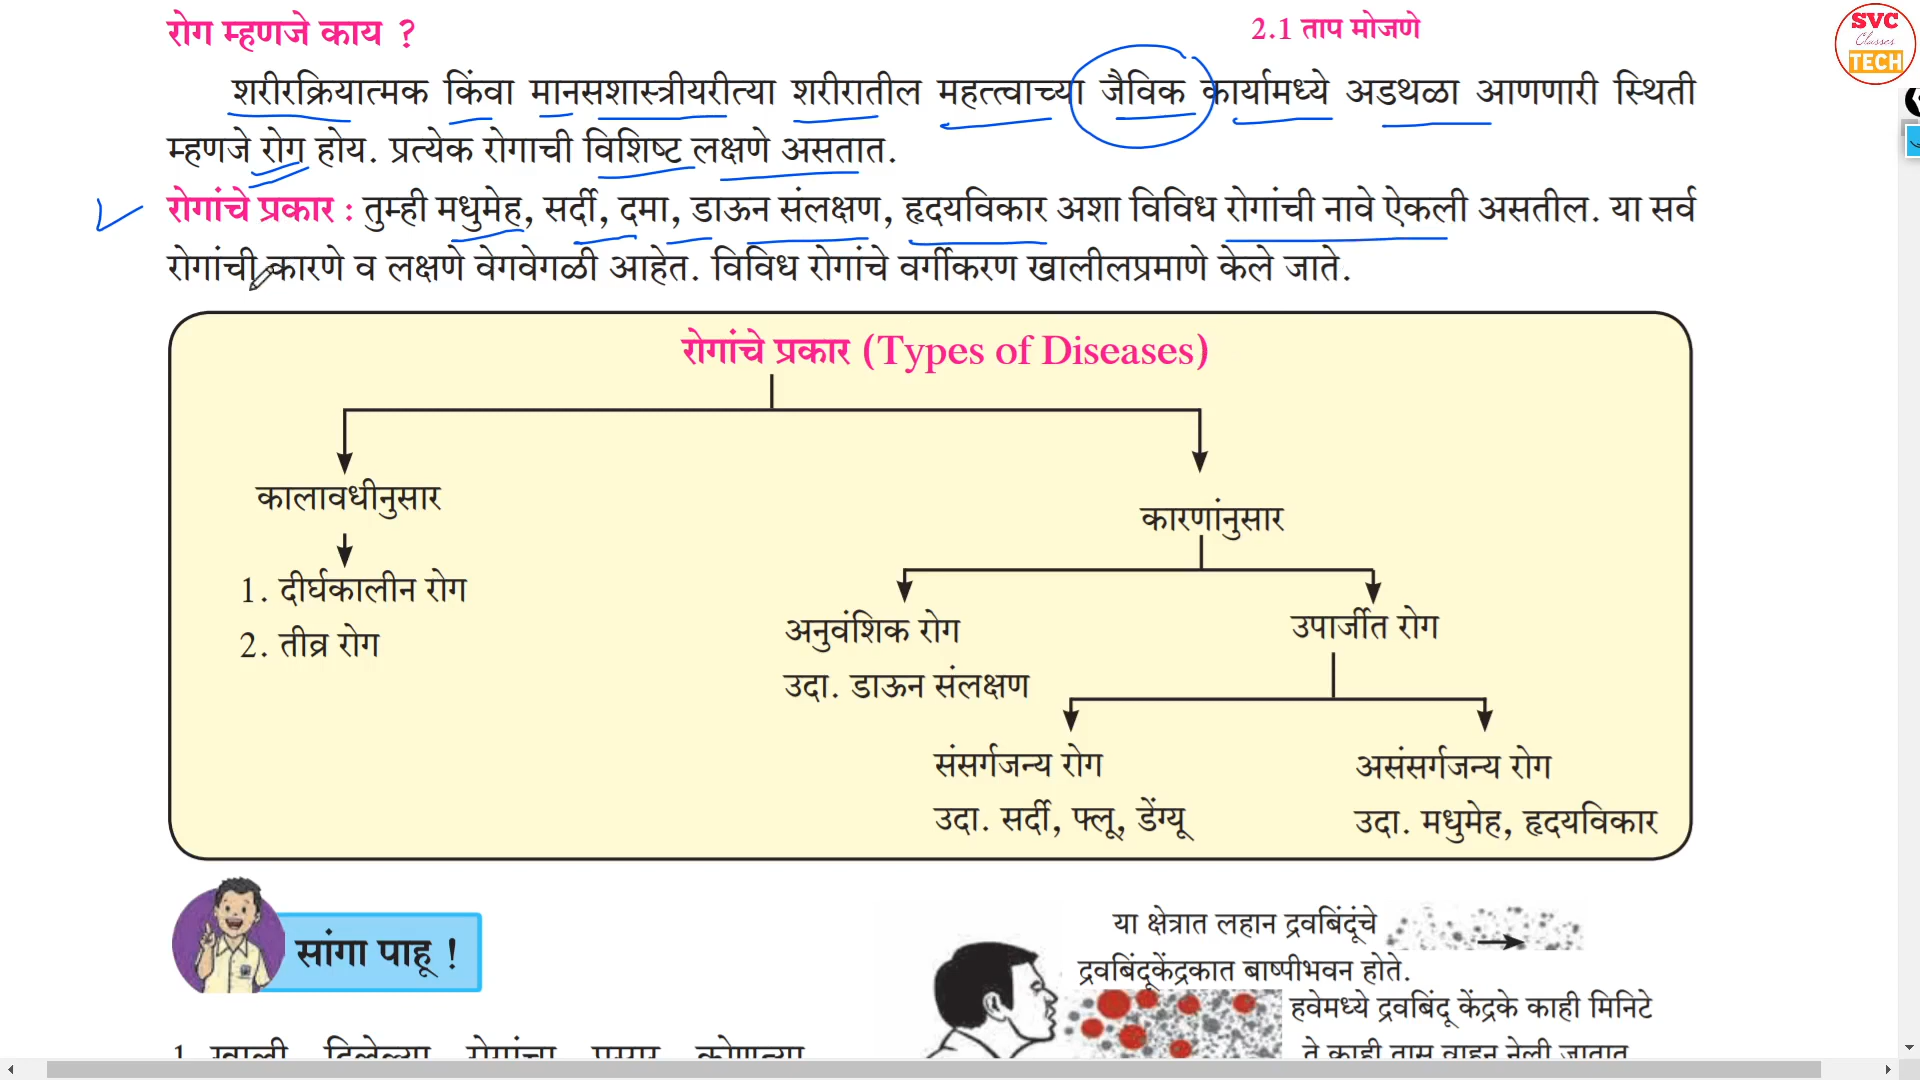 रोग म्हणजे काय ?
2.1 ताप मोजणे
SVC
Classes
TECH
शरीरक्रियात्मक किंवा मानसशास्त्रीयरीत्या शरीरातील महत्त्वाच्या जैविक कार्यामध्ये अडथळा आणणारी स्थिती
म्हणजे रोग होय. प्रत्येक रोगाची विशिष्ट लक्षणे असतात.
रोगांचे प्रकार : तुम्ही मधुमेह, सर्दी, दमा, डाऊन संलक्षण, हृदयविकार अशा विविध रोगांची नावे ऐकली असतील. या सर्व
रोगांची कारणे व लक्षणे वेगवेगळी आहेत. विविध रोगांचे वर्गीकरण खालीलप्रमाणे केले जाते.
रोगांचे प्रकार (Types of Diseases)
कालावधीनुसार
कारणांनुसार
1. दीर्घकालीन रोग
2. तीव्र रोग
अनुवंशिक रोग
उदा. डाऊन संलक्षण
उपार्जीत रोग
संसर्गजन्य रोग
उदा. सर्दी, फ्लू, डेंग्यू
असंसर्गजन्य रोग
उदा. मधुमेह, हृदयविकार
सांगा पाहू !
या क्षेत्रात लहान द्रवबिंदूंचे
द्रवबिंदूकेंद्रकात बाष्पीभवन होते.
हवेमध्ये द्रवबिंदू केंद्रके काही मिनिटे
ते काही तास वाहून नेली जातात
1. खाली दिलेल्या रोगांचा प्रसार कोणत्या